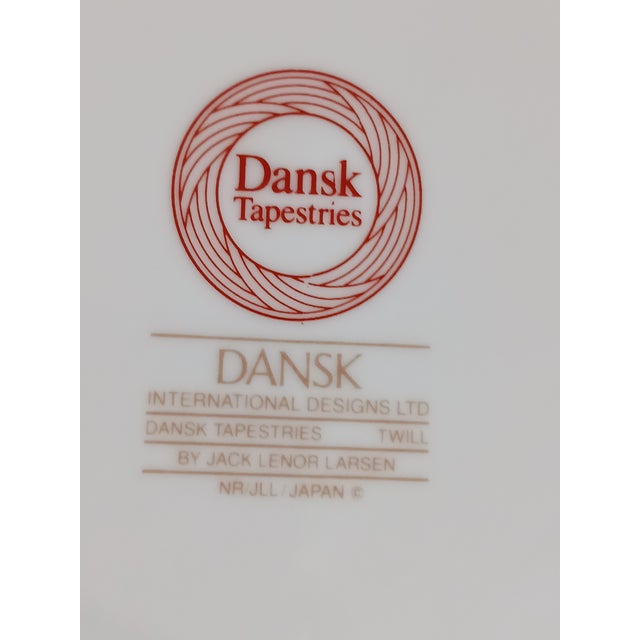 Dansk
Tapestries
DANSK
INTERNATIONAL DESIGNS LTD
DANSK TAPESTRIES TWILL
BY JACK LENOR LARSEN
NR/JLL/JAPAN ©